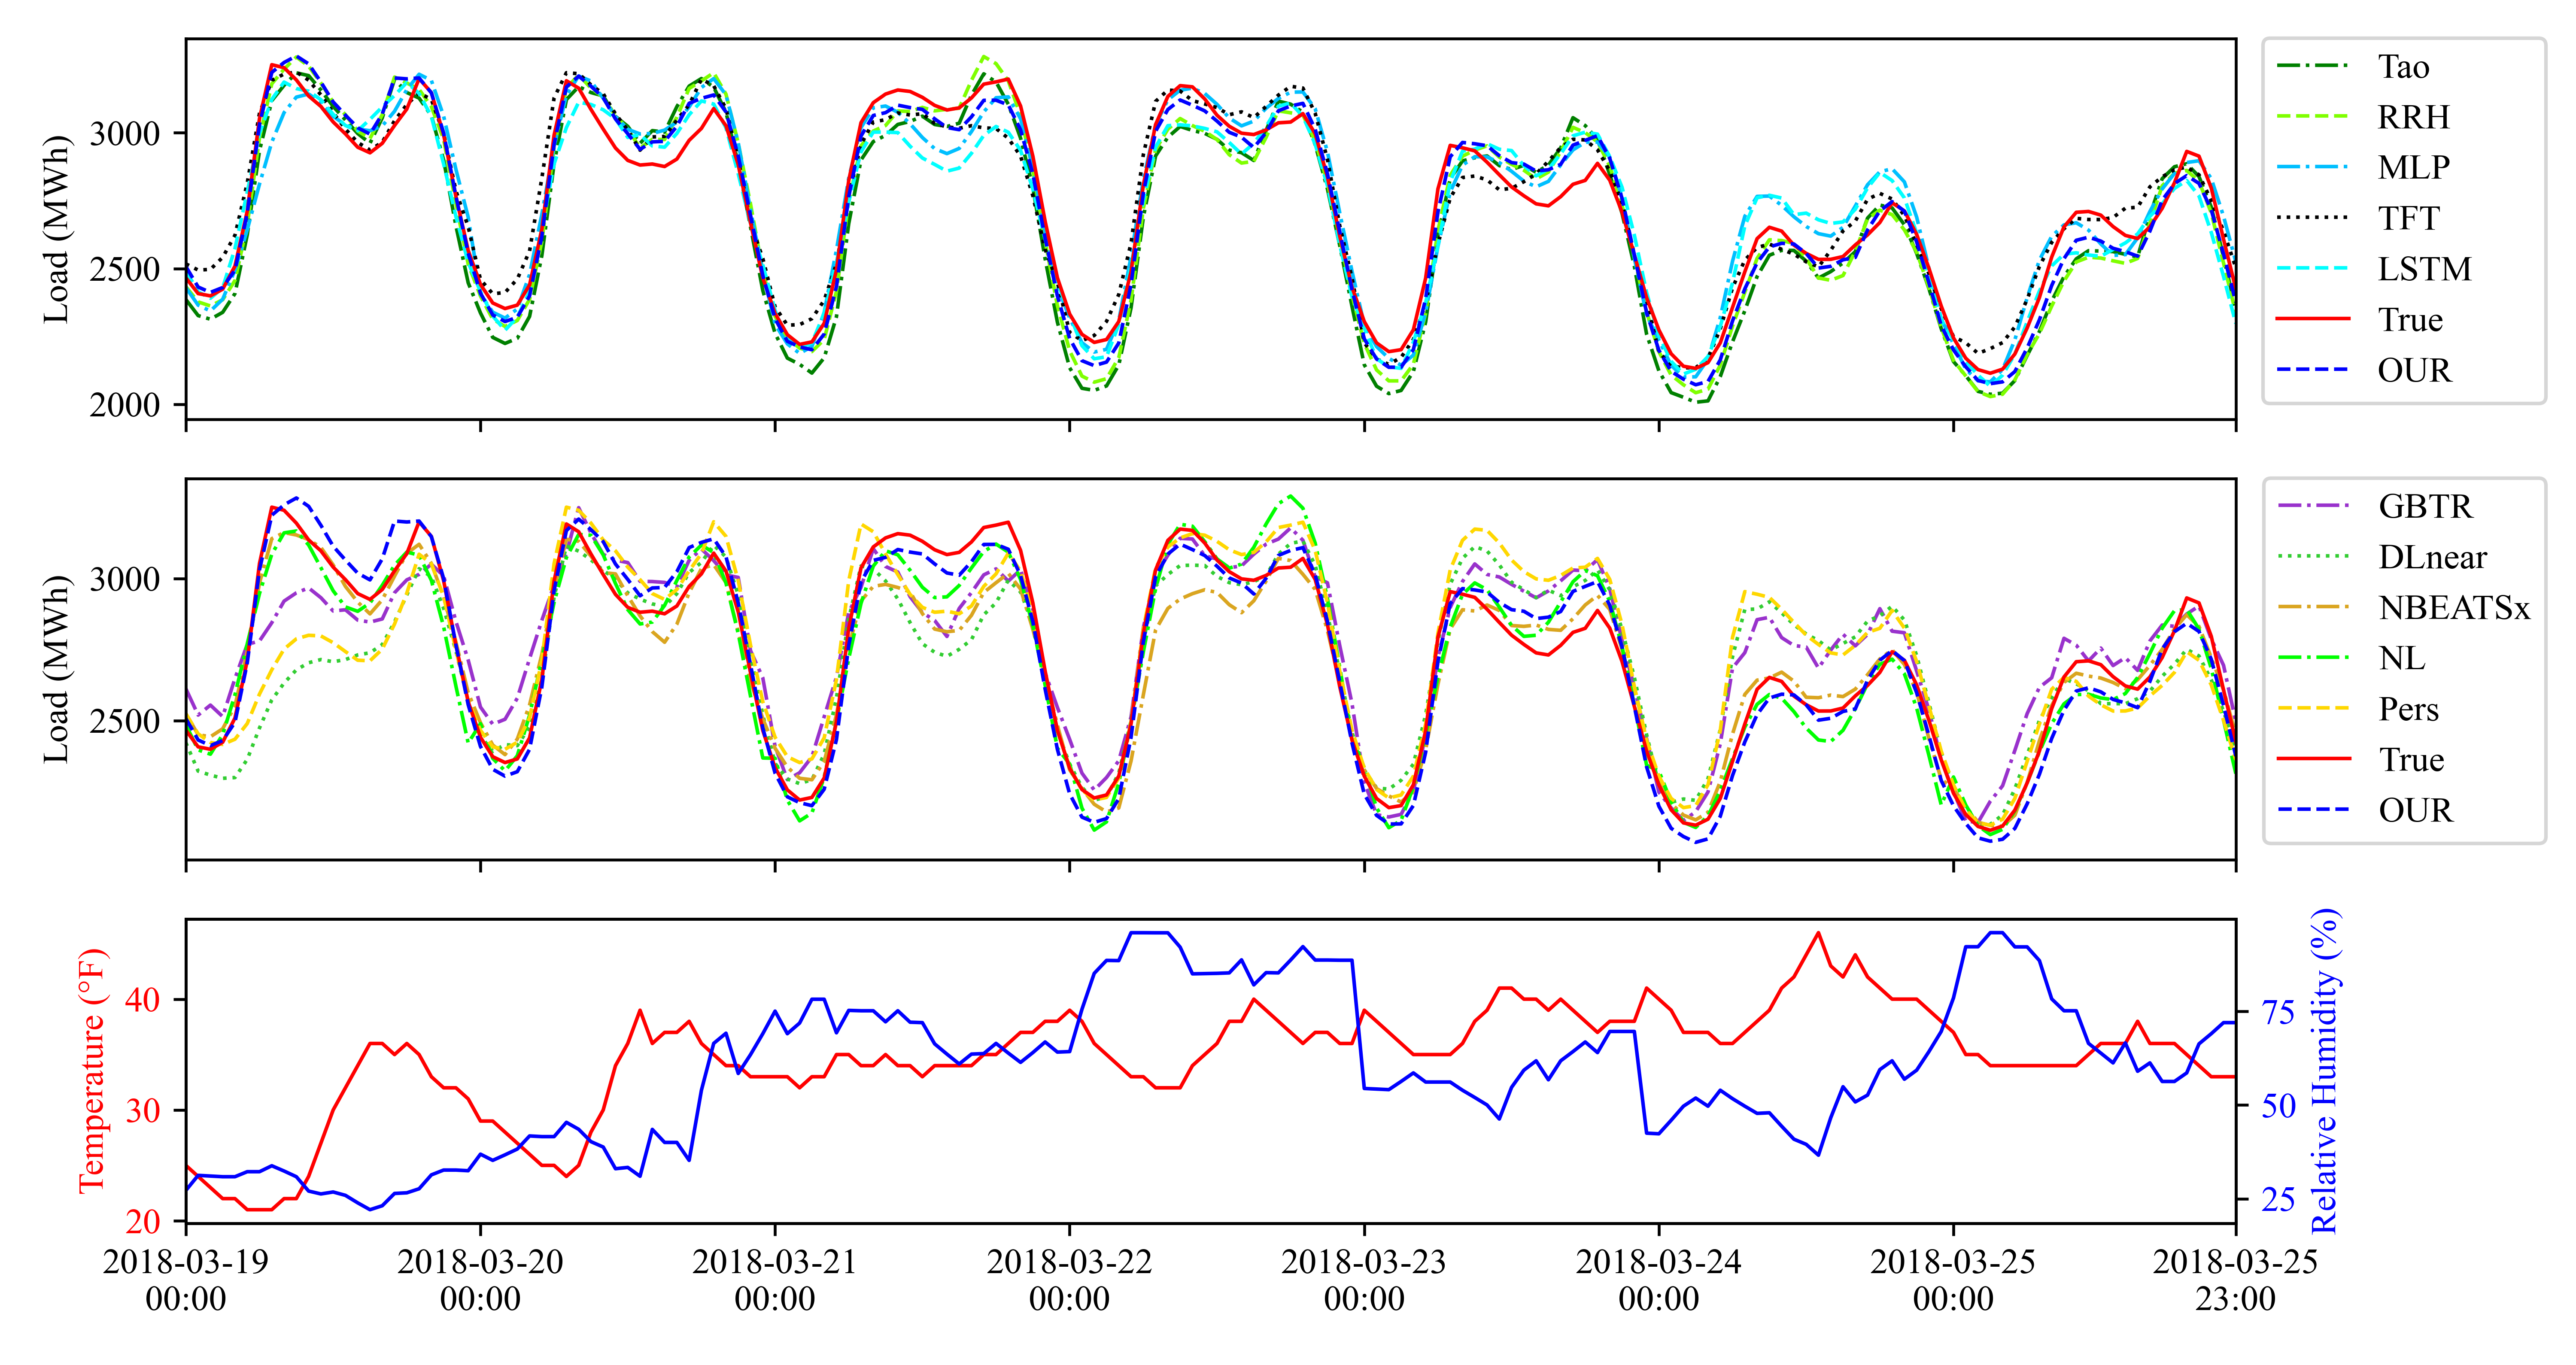 Load (MWh)
3000
2500
2000
Tao
RRH
MLP
TFT
LSTM
True
OUR
Load (MWh)
3000
2500
GBTR
DLnear
NBEATSx
NL
Pers
True
OUR
Temperature (°F)
40
30
20
75
50
25
Relative Humidity (%)
2018-03-19 2018-03-20 2018-03-21 2018-03-22 2018-03-23 2018-03-24 2018-03-25 2018-03-25
00:00 00:00 00:00 00:00 00:00 00:00 00:00 23:00